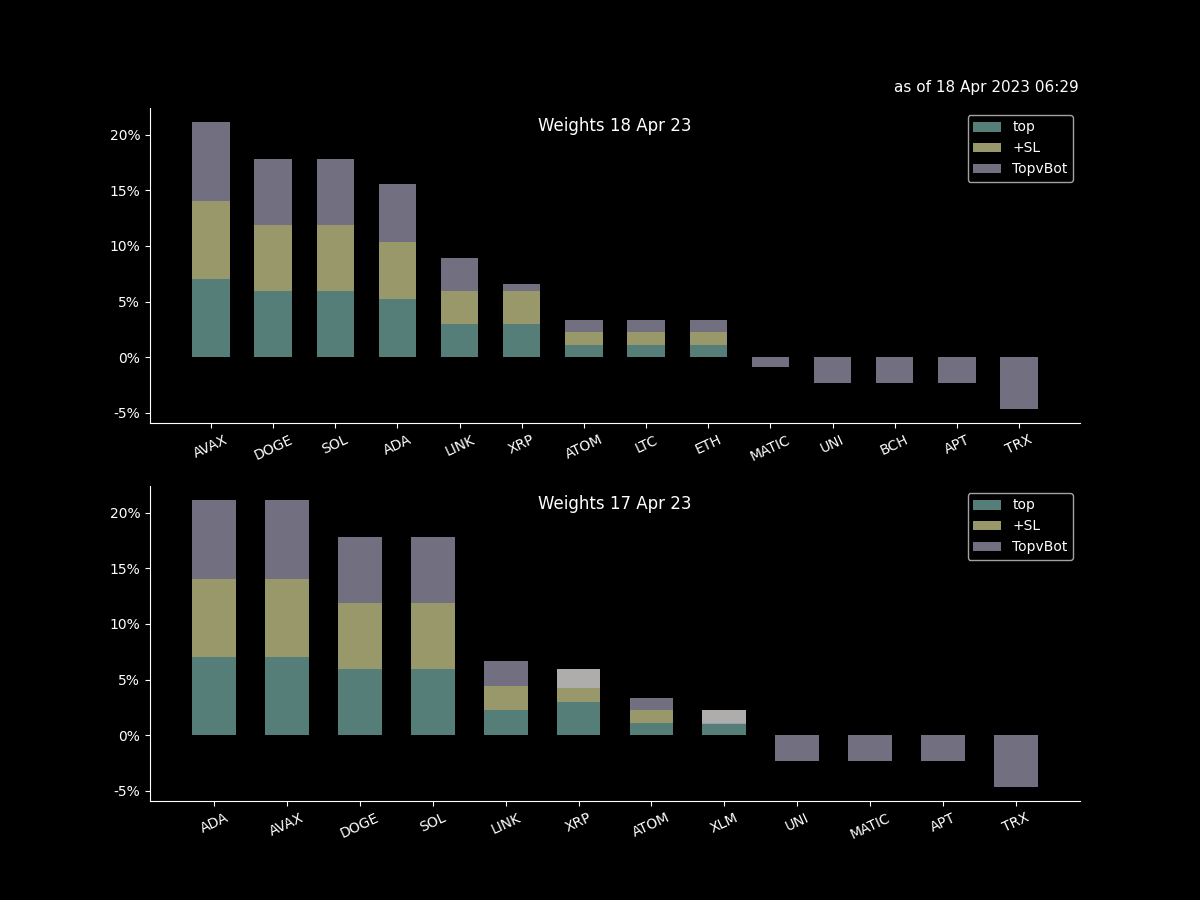 as of 18 Apr 2023 06:29
Weights 18 Apr 23
top
+SL
TopvBot
20%
15%
10%
5%
0%
-5%
AVAX DOGE SOL ADA LINK XRP ATOM LTC ETH MATIC UNI BCH APT TRX
Weights 17 Apr 23
top
+SL
TopvBot
20%
15%
10%
5%
0%
-5%
ADA AVAX DOGE SOL LINK XRP ATOM XLM UNI MATIC APT TRX